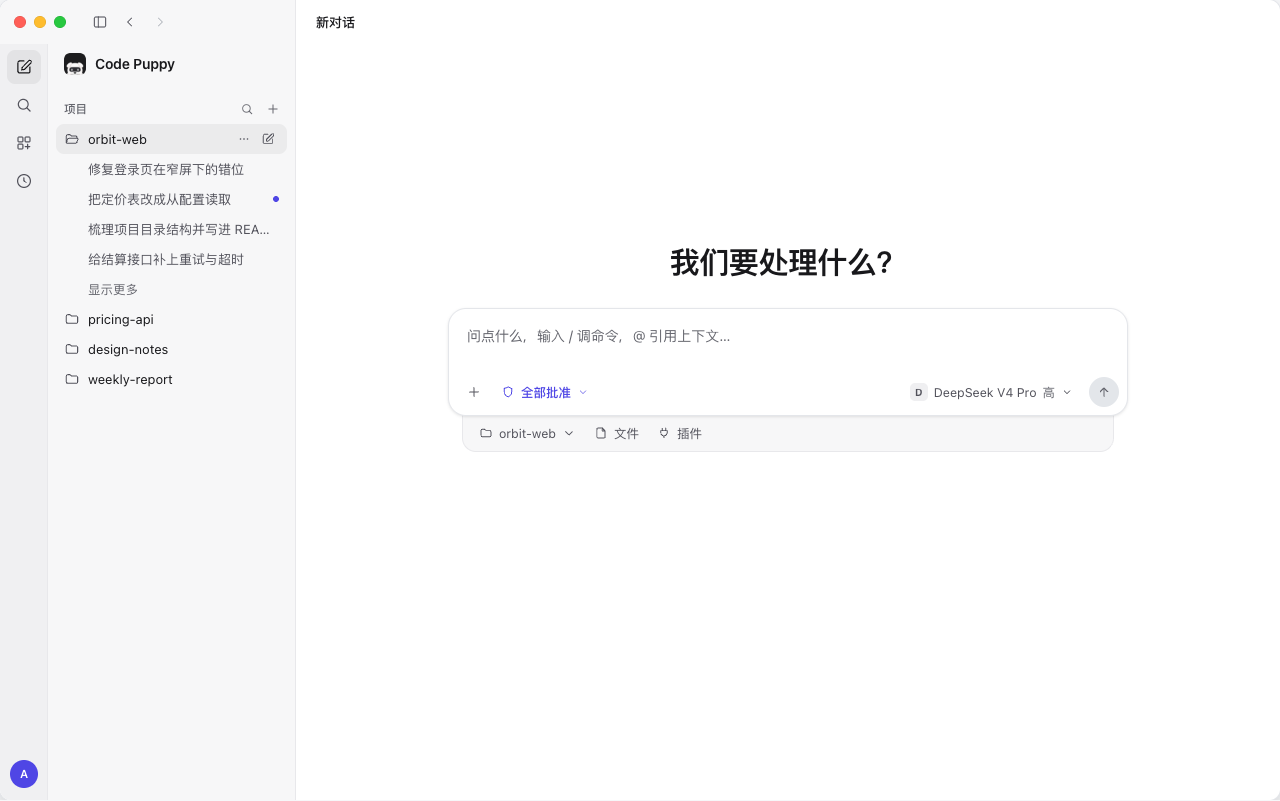 新对话
Code Puppy
项目
orbit-web
修复登录页在窄屏下的错位
把定价表改成从配置读取
梳理项目目录结构并写进 REA...
给结算接口补上重试与超时
显示更多
pricing-api
design-notes
weekly-report
A
我们要处理什么?
问点什么，输入 / 调命令，@ 引用上下文...
全部批准
D DeepSeek V4 Pro 高
orbit-web 文件 插件